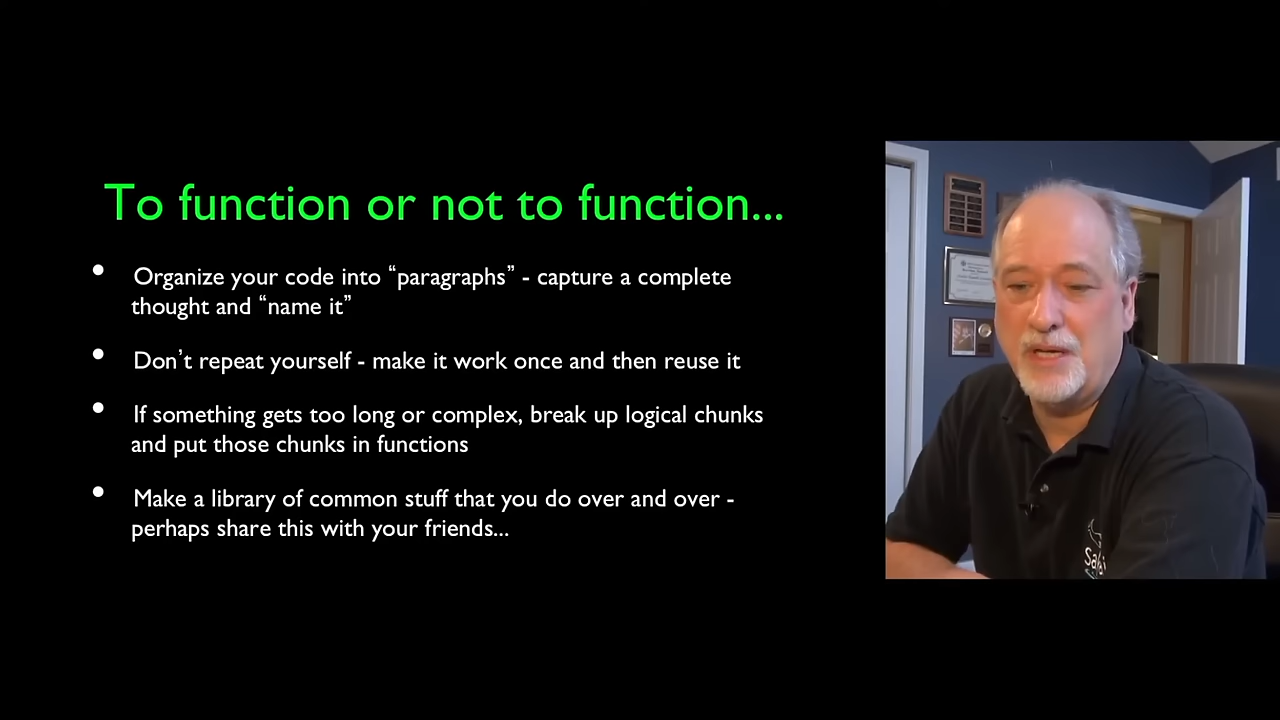 To function or not to function...
• Organize your code into “paragraphs” - capture a complete
thought and “name it”
• Don’t repeat yourself - make it work once and then reuse it
• If something gets too long or complex, break up logical chunks
and put those chunks in functions
• Make a library of common stuff that you do over and over -
perhaps share this with your friends...